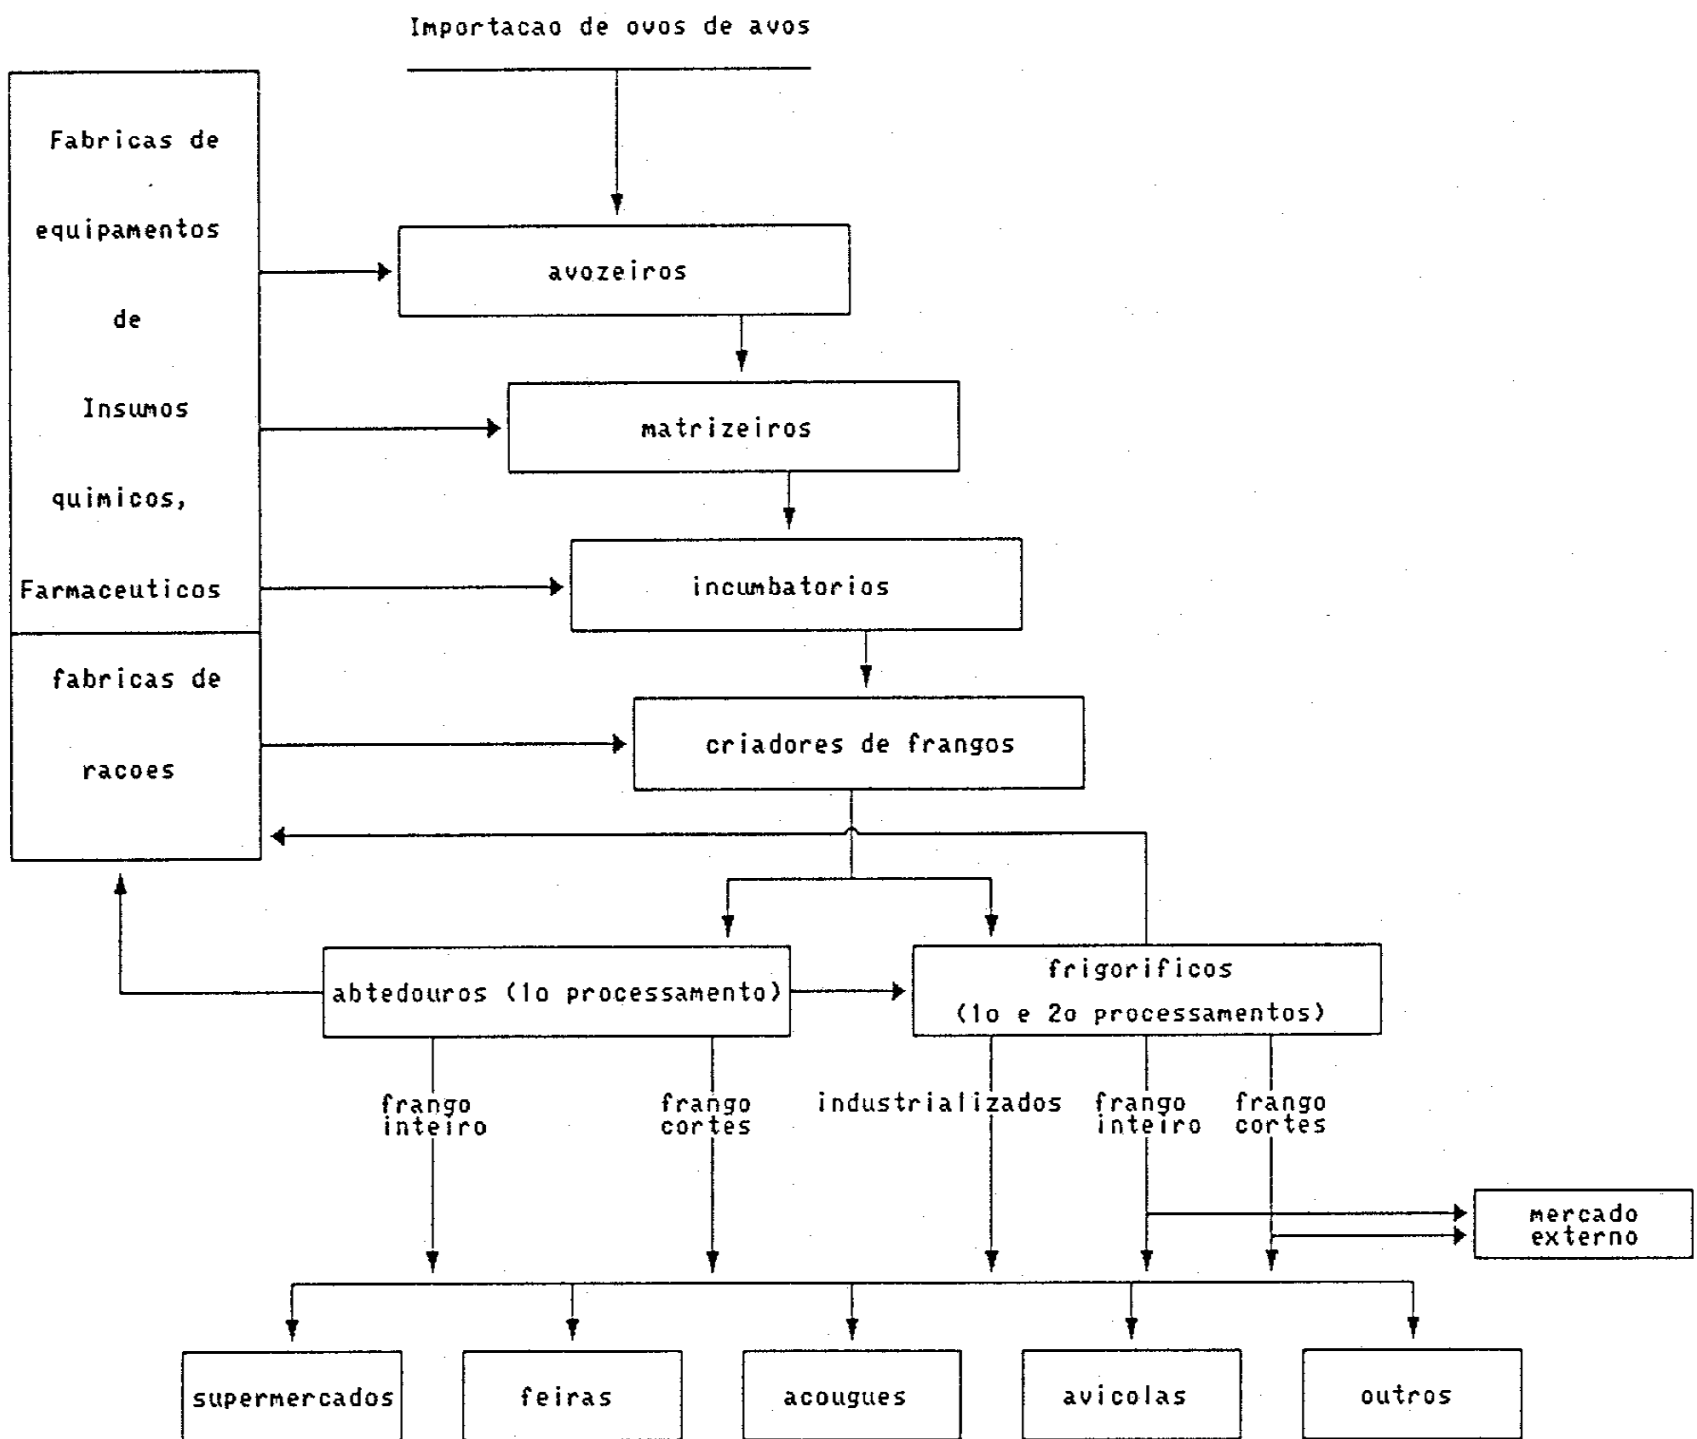 Importacao de ovos de avos
Fabricas de
equipamentos
de
Insumos
quimicos,
Farmaceuticos
fabricas de
racoes
avozeiros
matrizeiros
incumbatorios
criadores de frangos
abtedouros (1o processamento)
frigorificos
(1o e 2o processamentos)
frango
inteiro
frango
cortes
industrializados
frango
inteiro
frango
cortes
mercado
externo
supermercados
feiras
acougues
avicolas
outros